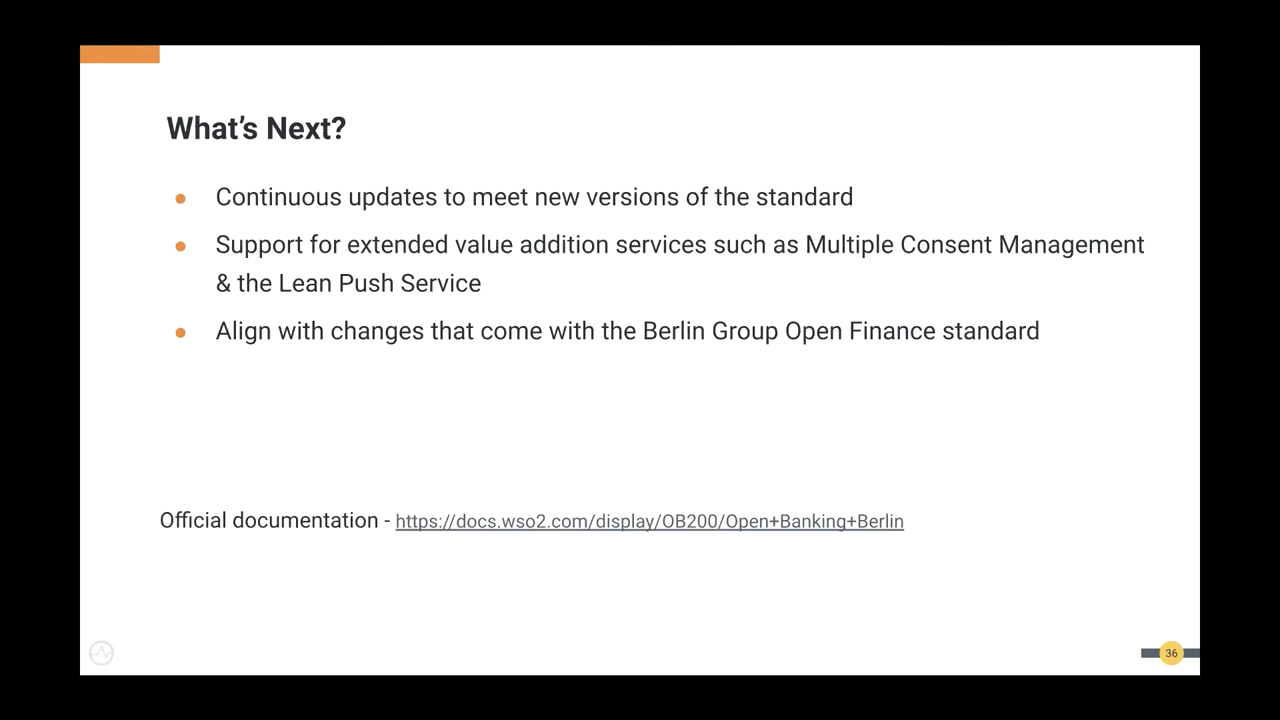 What’s Next?
● Continuous updates to meet new versions of the standard
● Support for extended value addition services such as Multiple Consent Management
& the Lean Push Service
● Align with changes that come with the Berlin Group Open Finance standard
Official documentation - https://docs.wso2.com/display/OB200/Open+Banking+Berlin
36